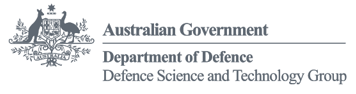 Australian Government
Department of Defence
Defence Science and Technology Group